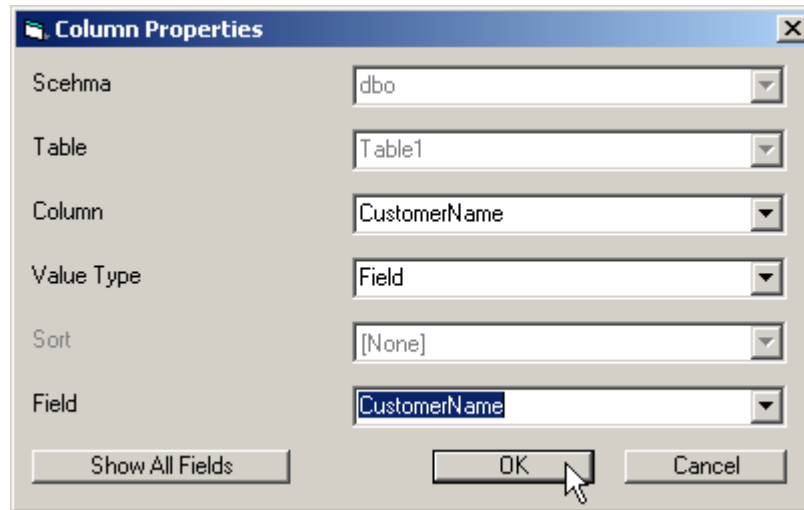 Column Properties
Scehma dbo
Table Table1
Column CustomerName
Value Type Field
Sort [None]
Field CustomerName
Show All Fields OK Cancel